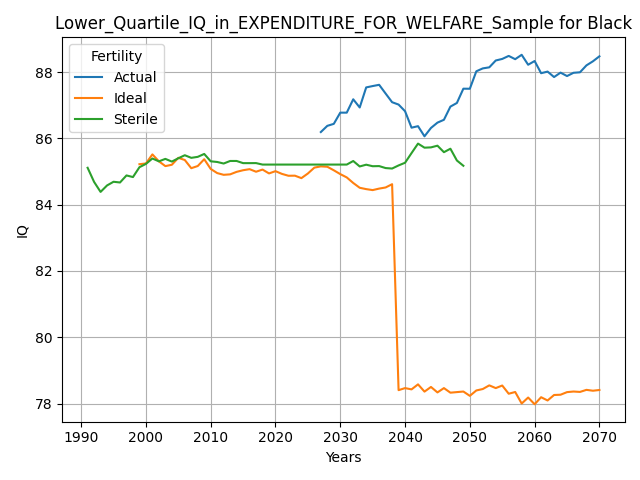 Lower_Quartile_IQ_in_EXPENDITURE_FOR_WELFARE_Sample for Black
Fertility
Actual
Ideal
Sterile
IQ
88
86
84
82
80
78
1990 2000 2010 2020 2030 2040 2050 2060 2070
Years